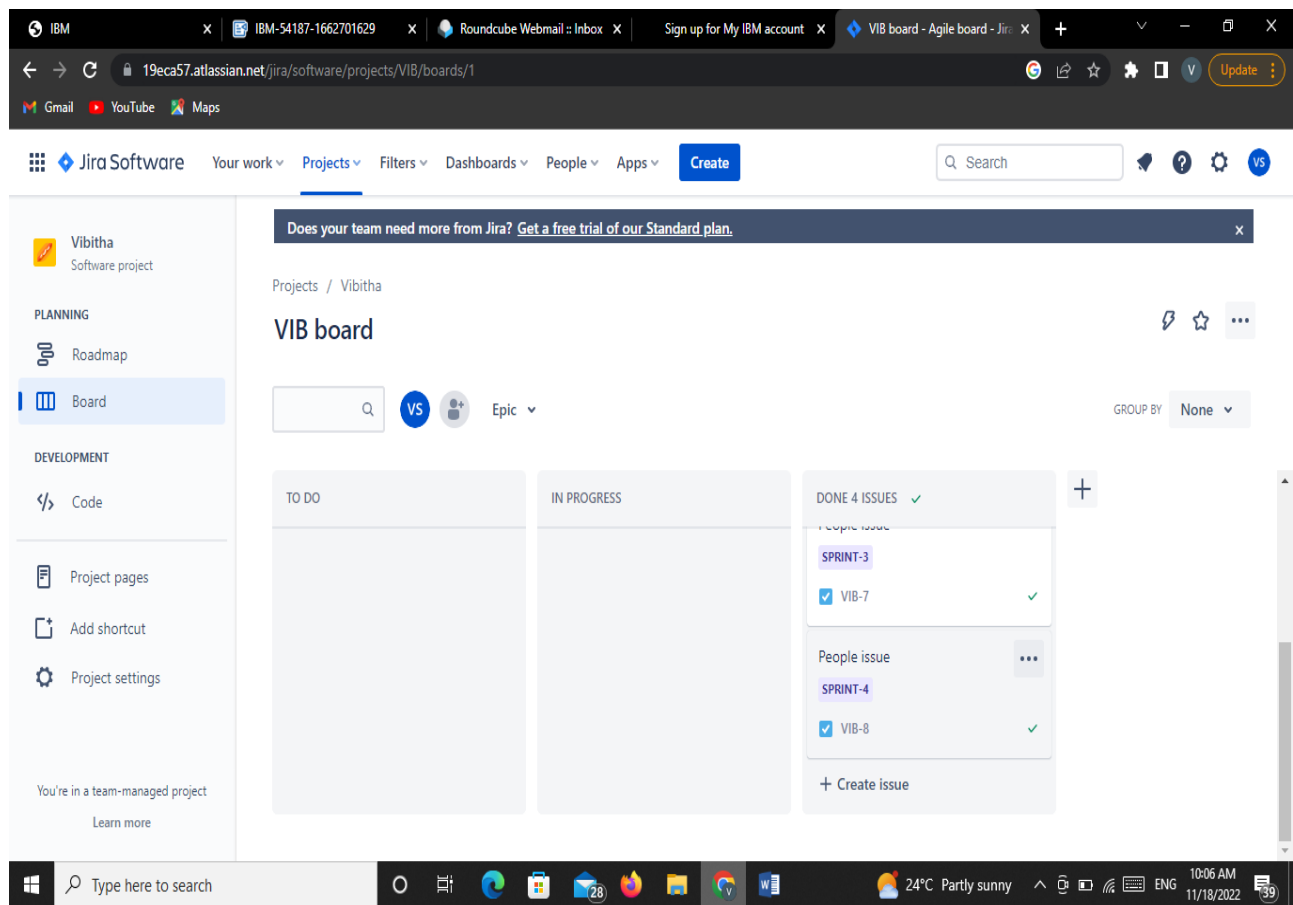 IBM
IBM-54187-1662701629
Roundcube Webmail :: Inbox
Sign up for My IBM account
VIB board - Agile board - Jira
19eca57.atlassian.net/jira/software/projects/VIB/boards/1
V
Update
Gmail
YouTube
Maps
Jira Software
Your work
Projects
Filters
Dashboards
People
Apps
Create
Search
VS
Does your team need more from Jira? Get a free trial of our Standard plan.
Vibitha
Software project
Projects / Vibitha
PLANNING
VIB board
Roadmap
Board
VS
Epic
GROUP BY
None
DEVELOPMENT
Code
TO DO
IN PROGRESS
DONE 4 ISSUES
People issue
SPRINT-3
VIB-7
Project pages
Add shortcut
Project settings
People issue
SPRINT-4
VIB-8
Create issue
You're in a team-managed project
Learn more
Type here to search
28
24°C Partly sunny
ENG
10:06 AM
11/18/2022
39